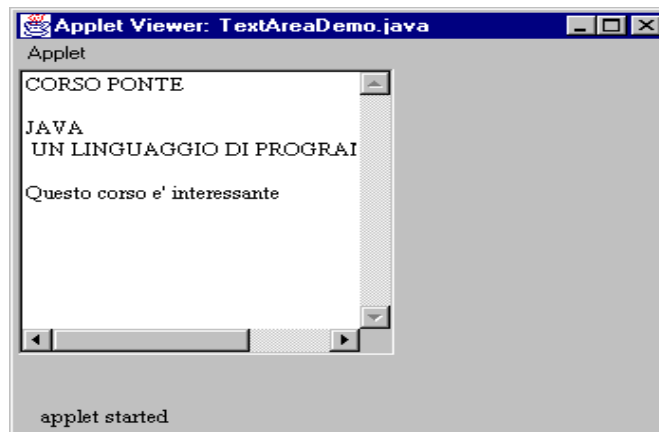 Applet Viewer: TextAreaDemo.java
Applet
CORSO PONTE
JAVA
UN LINGUAGGIO DI PROGRAI
Questo corso e' interessante
applet started